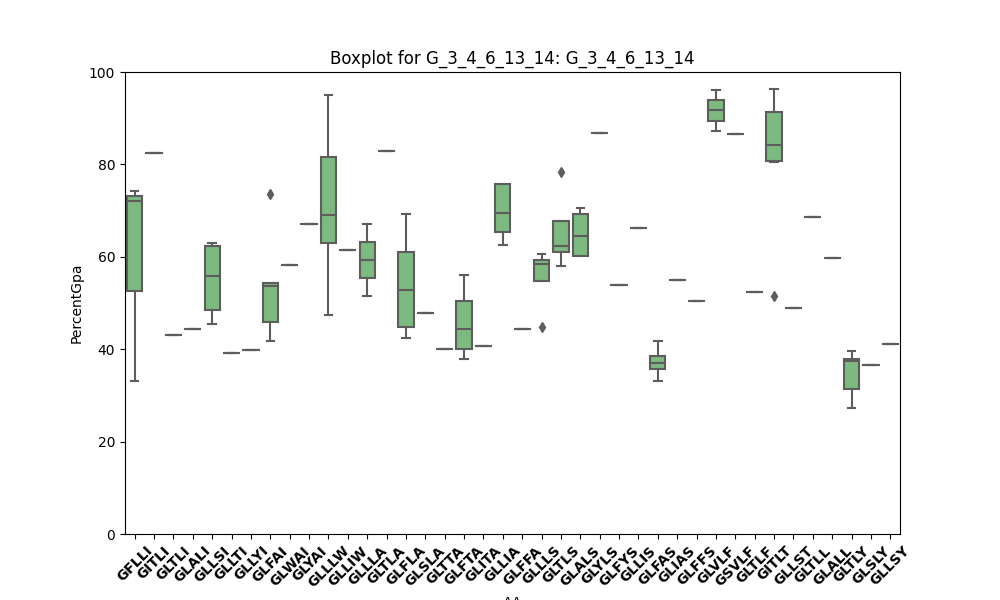 Boxplot for G_3_4_6_13_14: G_3_4_6_13_14
PercentGpa
100
80
60
40
20
0
GFLLI
GITLI
GLTLI
GLALI
GLLSI
GLLTI
GLLYI
GLFAI
GLWAI
GLYAI
GLLLW
GLLIW
GLLLA
GLTLA
GLFLA
GLSLA
GLTTA
GLFTA
GLITA
GLLIA
GLFFA
GLLLS
GLTLS
GLALS
GLYLS
GLFYS
GLLIS
GLFAS
GLIAS
GLFFS
GLVLF
GSVLF
GLTLF
GITLT
GLLST
GLTLL
GLALL
GLTLY
GLSLY
GLLSY